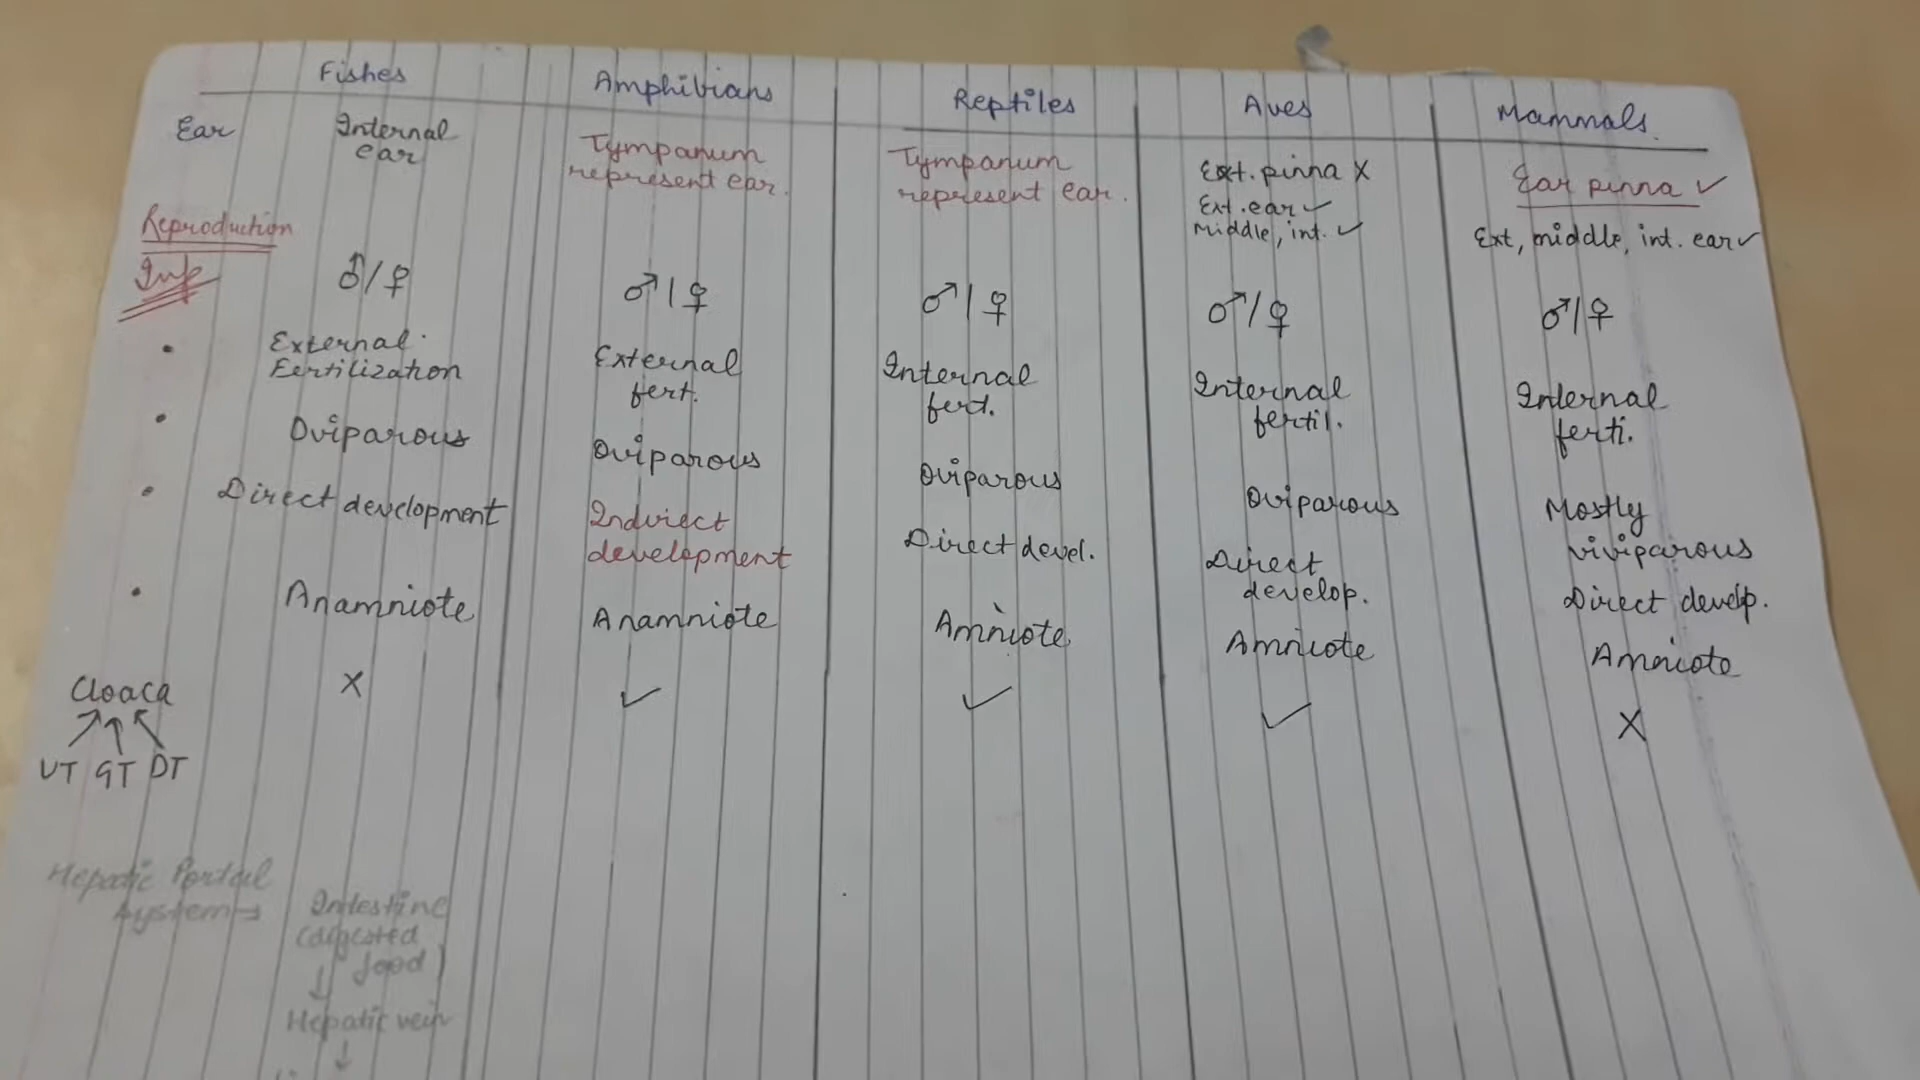 Fishes
Amphibians
Reptiles
Aves
Mammals.
Ear
Internal
ear
Tympanum
represent ear.
Tympanum
represent ear.
Ext. pinna X
Ext. ear ✓
Middle, int. ✓
Ear pinna ✓
Ext, middle, int. ear ✓
Reproduction
Imp
♂/♀
♂/♀
♂/♀
♂/♀
♂/♀
• External
Fertilization
External
fert.
Internal
fert.
Internal
fertil.
Internal
ferti.
• Oviparous
Oviparous
Oviparous
Oviparous
Mostly
viviparous
• Direct development
Indirect
development
Direct devel.
Direct
develop.
Direct develp.
• Anamniote
Anamniote
Amniote
Amniote
Amniote
Cloaca
X
✓
✓
✓
X
UT GT DT
Hepatic Portal
System →
Intestine
(digested
food)
↓
Hepatic vein
↓